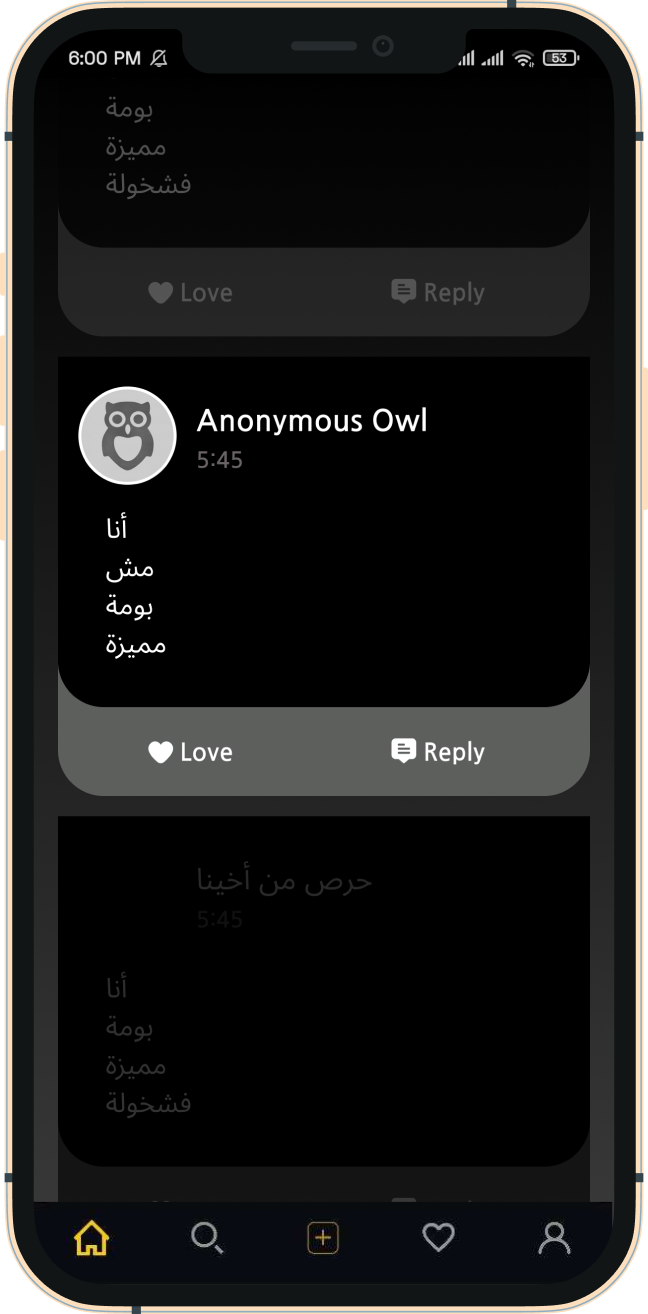 6:00 PM
53
بومة
مميزة
فشخولة
Love
Reply
Anonymous Owl
5:45
أنا
مش
بومة
مميزة
Love
Reply
حرص من أخينا
5:45
أنا
بومة
مميزة
فشخولة